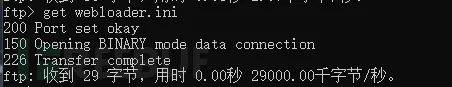 ftp> get webloader.ini
200 Port set okay
150 Opening BINARY mode data connection
226 Transfer complete
ftp: 收到 29 字节，用时 0.00秒 29000.00千字节/秒。